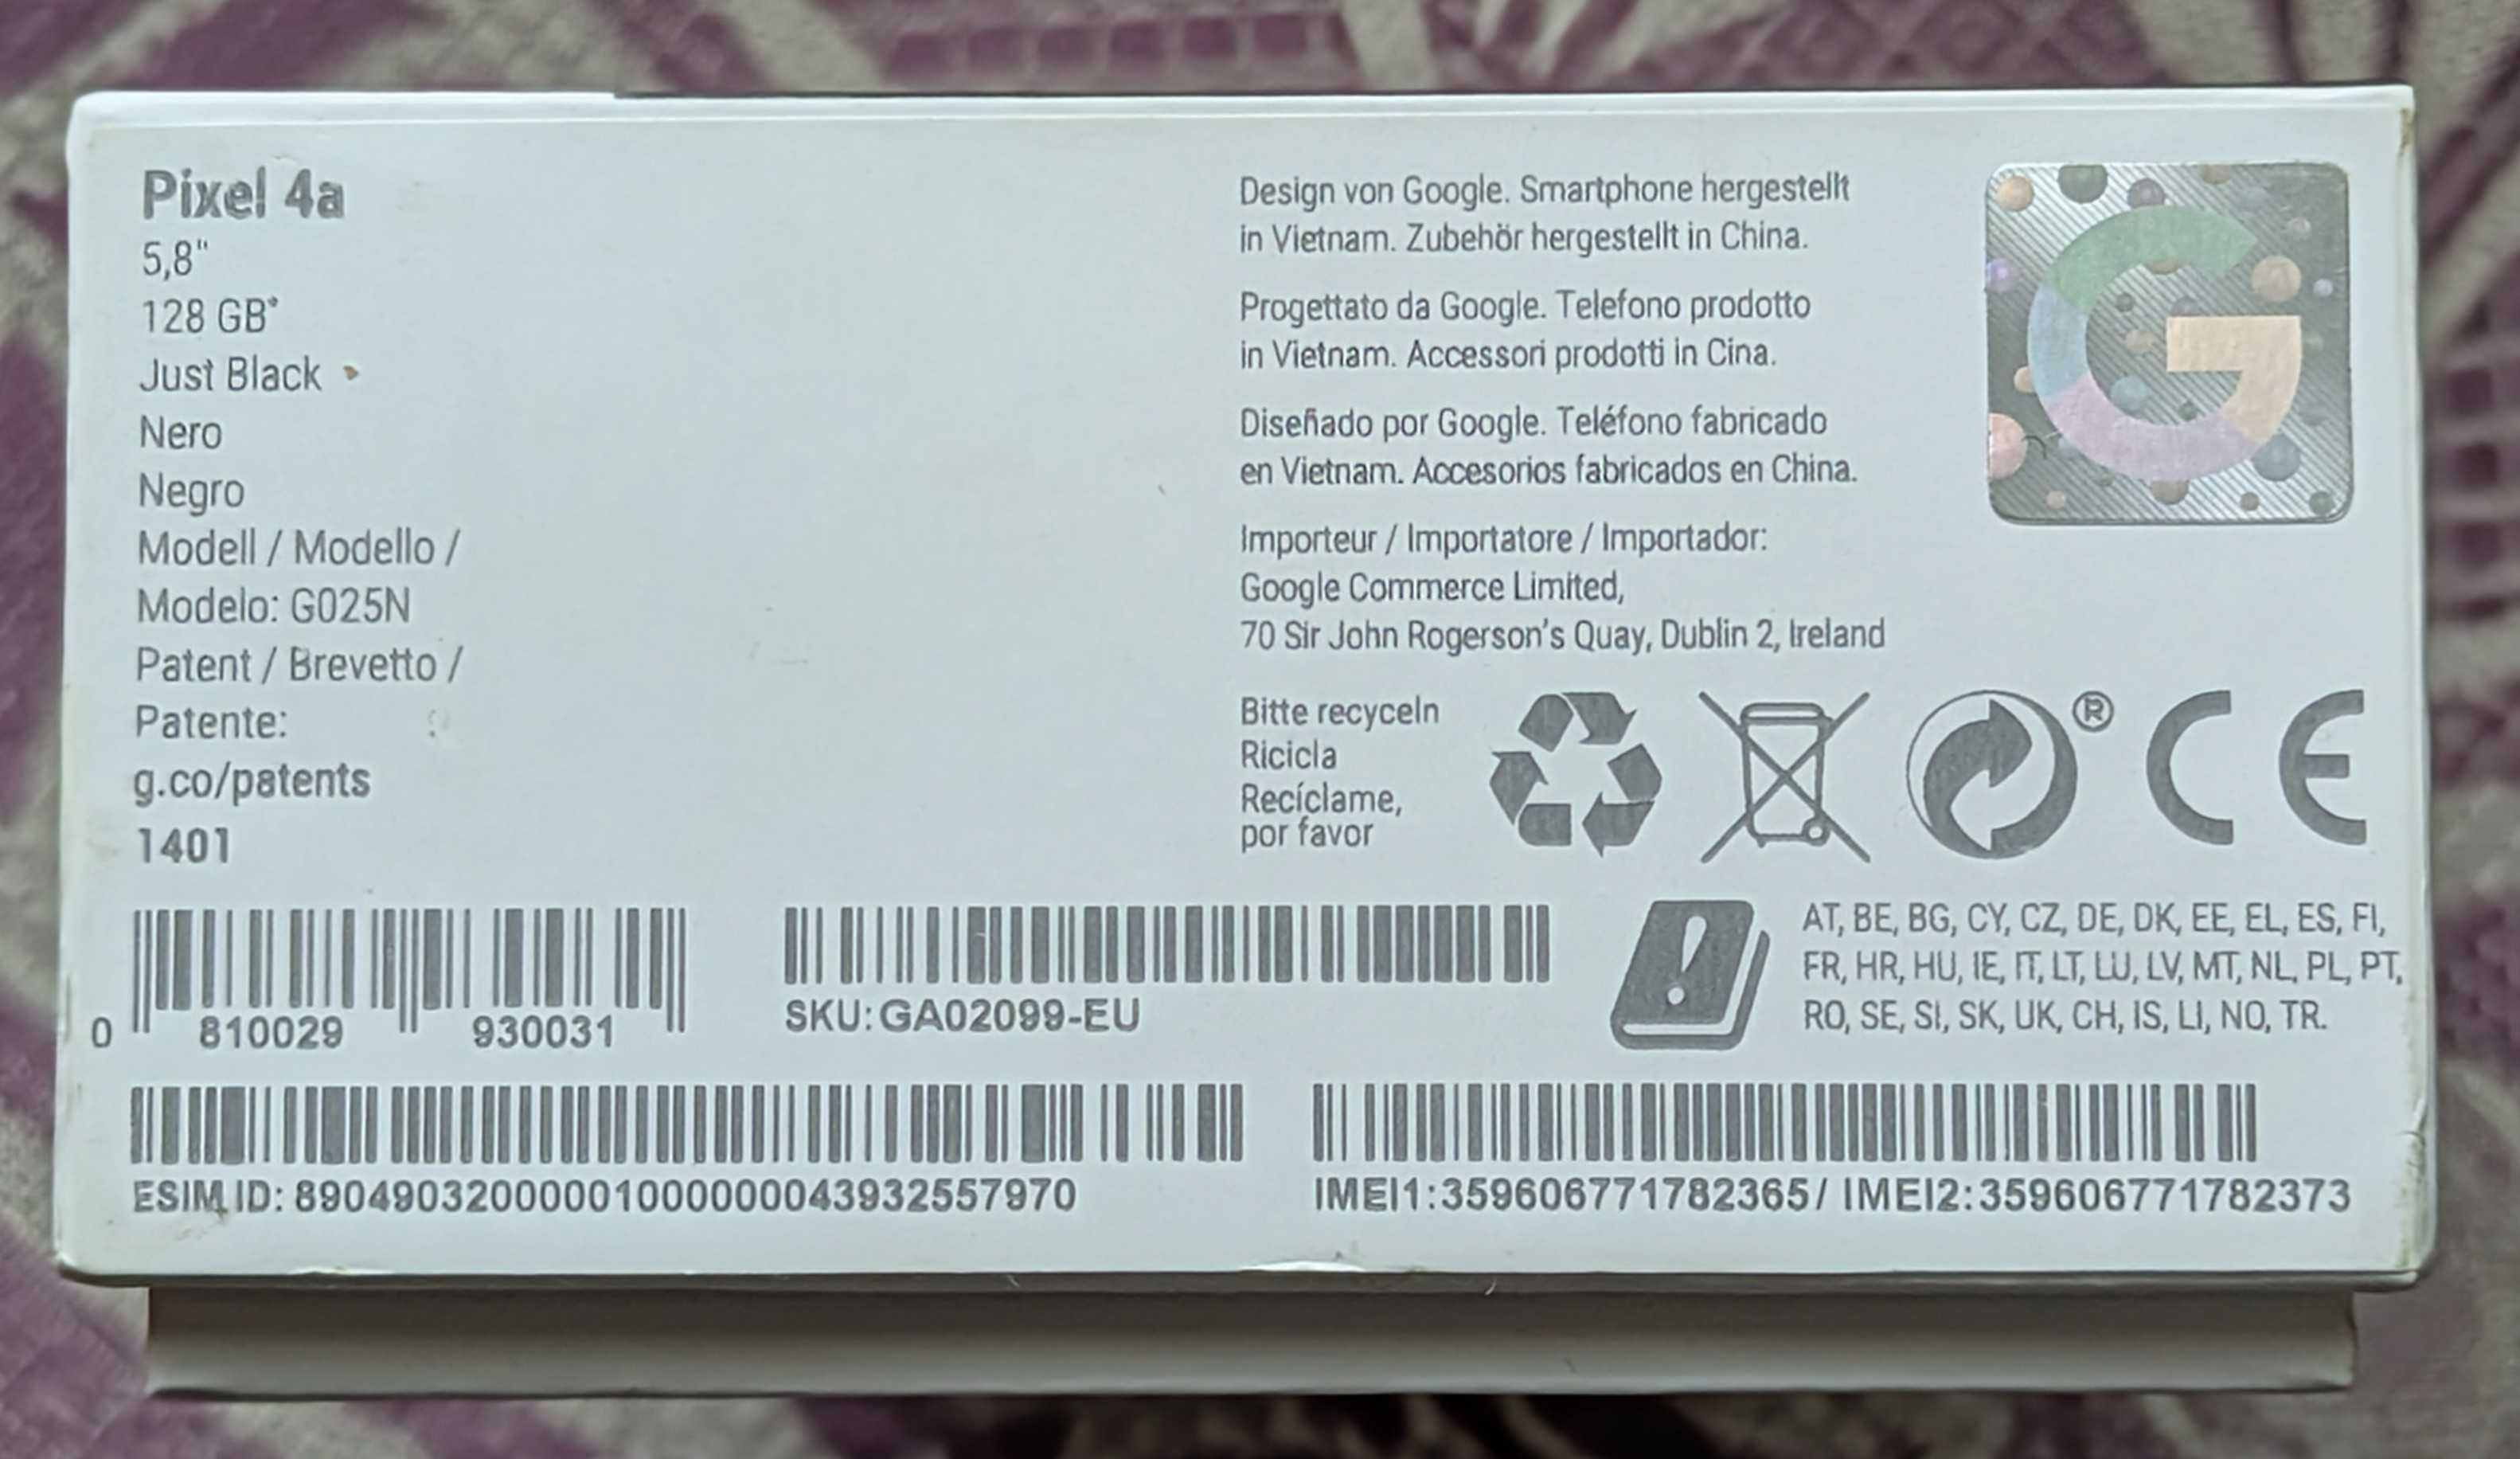 Pixel 4a
5,8"
128 GB*
Just Black
Nero
Negro
Modell / Modello /
Modelo: G025N
Patent / Brevetto /
Patente:
g.co/patents
1401
Design von Google. Smartphone hergestellt
in Vietnam. Zubehör hergestellt in China.
Progettato da Google. Telefono prodotto
in Vietnam. Accessori prodotti in Cina.
Diseñado por Google. Teléfono fabricado
en Vietnam. Accesorios fabricados en China.
Importeur / Importatore / Importador:
Google Commerce Limited,
70 Sir John Rogerson's Quay, Dublin 2, Ireland
Bitte recyceln
Ricicla
Recíclame,
por favor
® CE
G
0 810029 930031
SKU:GA02099-EU
AT, BE, BG, CY, CZ, DE, DK, EE, EL, ES, FI,
FR, HR, HU, IE, IT, LT, LU, LV, MT, NL, PL, PT,
RO, SE, SI, SK, UK, CH, IS, LI, NO, TR.
ESIM ID: 89049032000001000000043932557970
IMEI1:359606771782365/ IMEI2:359606771782373